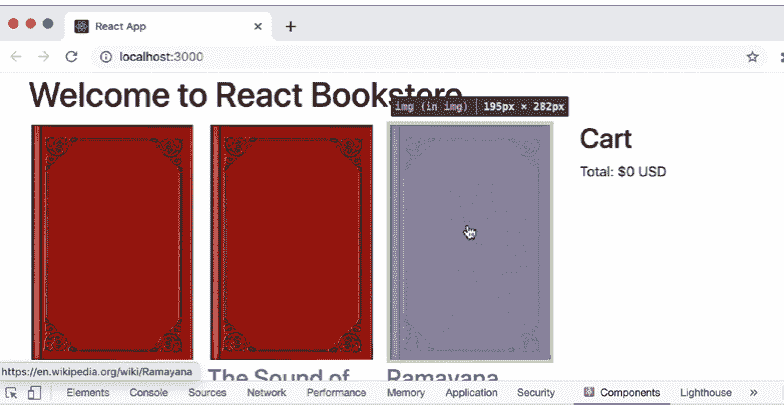 React App
localhost:3000
Welcome to React Bookstore
img (in img) | 195px × 282px
Cart
Total: $0 USD
https://en.wikipedia.org/wiki/Ramayana
The Sound of
Ramayana
Elements Console Sources Network Performance Memory Application Security Components Lighthouse »